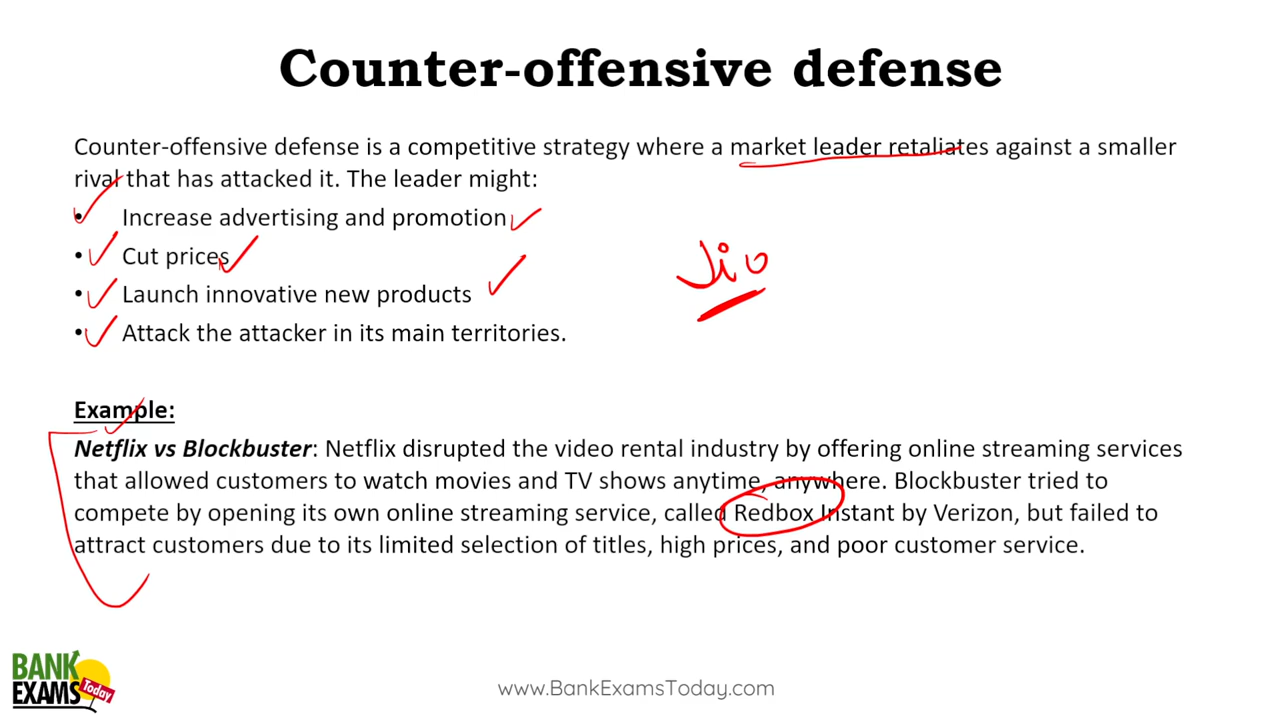 Counter-offensive defense
Counter-offensive defense is a competitive strategy where a market leader retaliates against a smaller
rival that has attacked it. The leader might:
• Increase advertising and promotion
• Cut prices
• Launch innovative new products
• Attack the attacker in its main territories.
Jio
Example:
Netflix vs Blockbuster: Netflix disrupted the video rental industry by offering online streaming services
that allowed customers to watch movies and TV shows anytime, anywhere. Blockbuster tried to
compete by opening its own online streaming service, called Redbox Instant by Verizon, but failed to
attract customers due to its limited selection of titles, high prices, and poor customer service.
BANK
EXAMS
Today
www.BankExamsToday.com